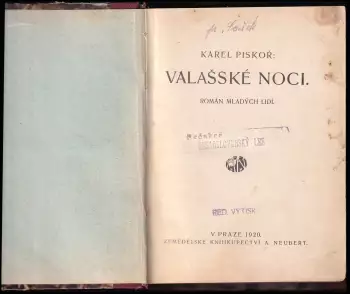 KAREL PISKOŘ:
VALAŠSKÉ NOCI.
ROMÁN MLADÝCH LIDÍ.
RED. VÝTISK
V PRAZE 1920.
ZEMĚDĚLSKÉ KNIHKUPECTVÍ A. NEUBERT.